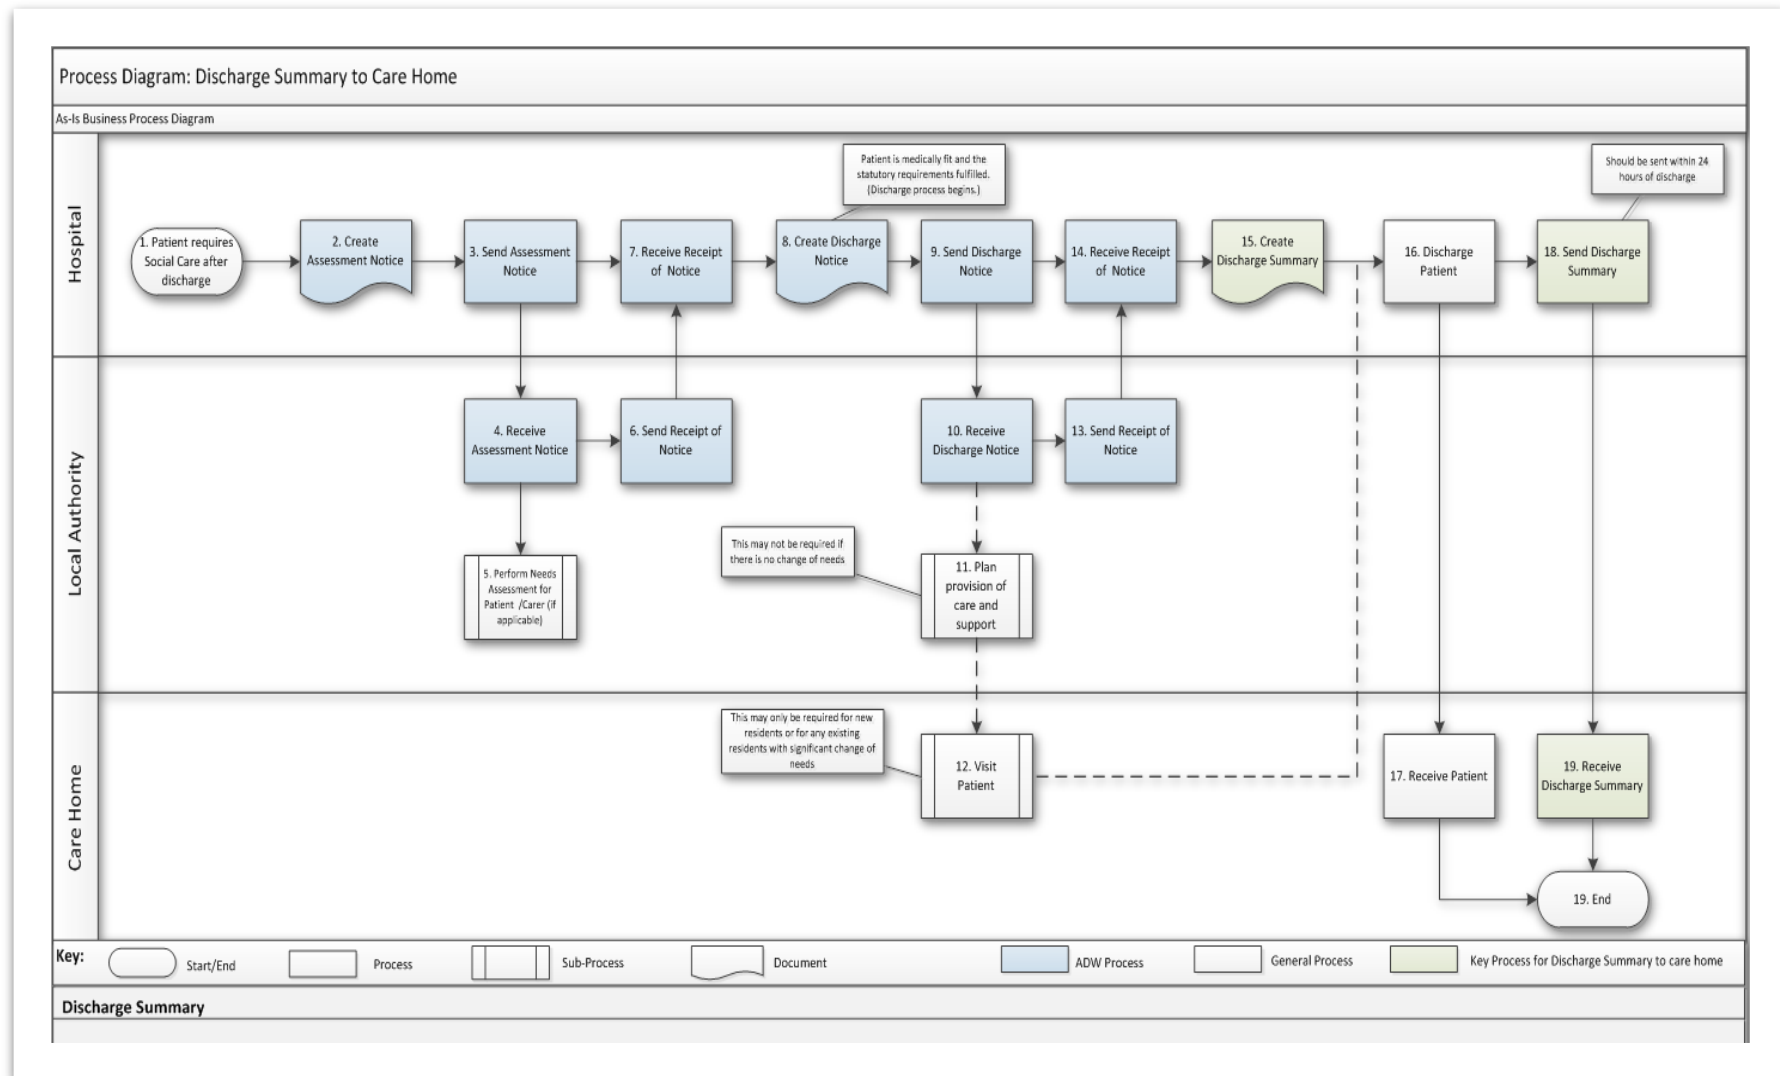 Process Diagram: Discharge Summary to Care Home
As-Is Business Process Diagram
Hospital
Patient is medically fit and the
statutory requirements fulfilled.
(Discharge process begins.)
Should be sent within 24
hours of discharge
1. Patient requires
Social Care after
discharge
2. Create
Assessment Notice
3. Send Assessment
Notice
7. Receive Receipt
of Notice
8. Create Discharge
Notice
9. Send Discharge
Notice
14. Receive Receipt
of Notice
15. Create
Discharge Summary
16. Discharge
Patient
18. Send Discharge
Summary
Local Authority
4. Receive
Assessment Notice
6. Send Receipt of
Notice
10. Receive
Discharge Notice
13. Send Receipt of
Notice
5. Perform Needs
Assessment for
Patient /Carer (if
applicable)
This may not be required if
there is no change of needs
11. Plan
provision of
care and
support
Care Home
This may only be required for new
residents or for any existing
residents with significant change of
needs
12. Visit
Patient
17. Receive Patient
19. Receive
Discharge Summary
19. End
Key:
Start/End
Process
Sub-Process
Document
ADW Process
General Process
Key Process for Discharge Summary to care home
Discharge Summary